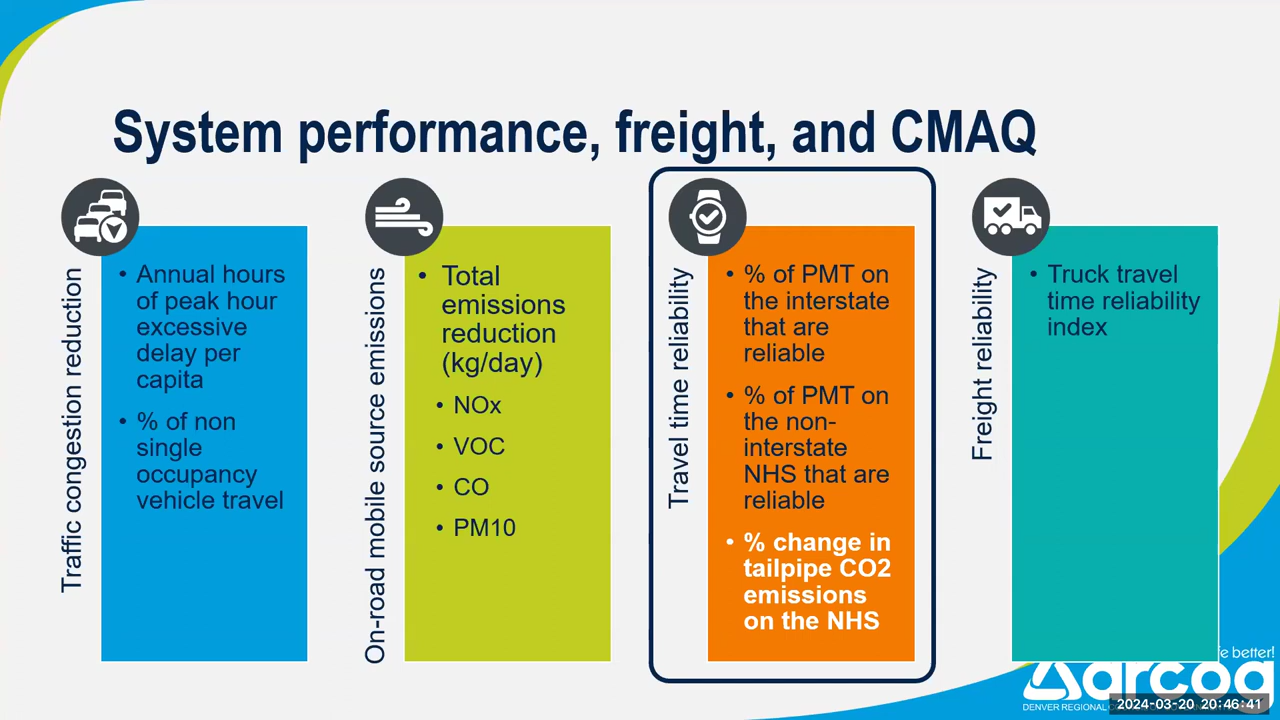 System performance, freight, and CMAQ
Traffic congestion reduction
• Annual hours
of peak hour
excessive
delay per
capita
• % of non
single
occupancy
vehicle travel
On-road mobile source emissions
• Total
emissions
reduction
(kg/day)
• NOx
• VOC
• CO
• PM10
Travel time reliability
• % of PMT on
the interstate
that are
reliable
• % of PMT on
the non-
interstate
NHS that are
reliable
• % change in
tailpipe CO2
emissions
on the NHS
Freight reliability
• Truck travel
time reliability
index
better!
drcog
DENVER REGIONAL
2024-03-20 20:46:41